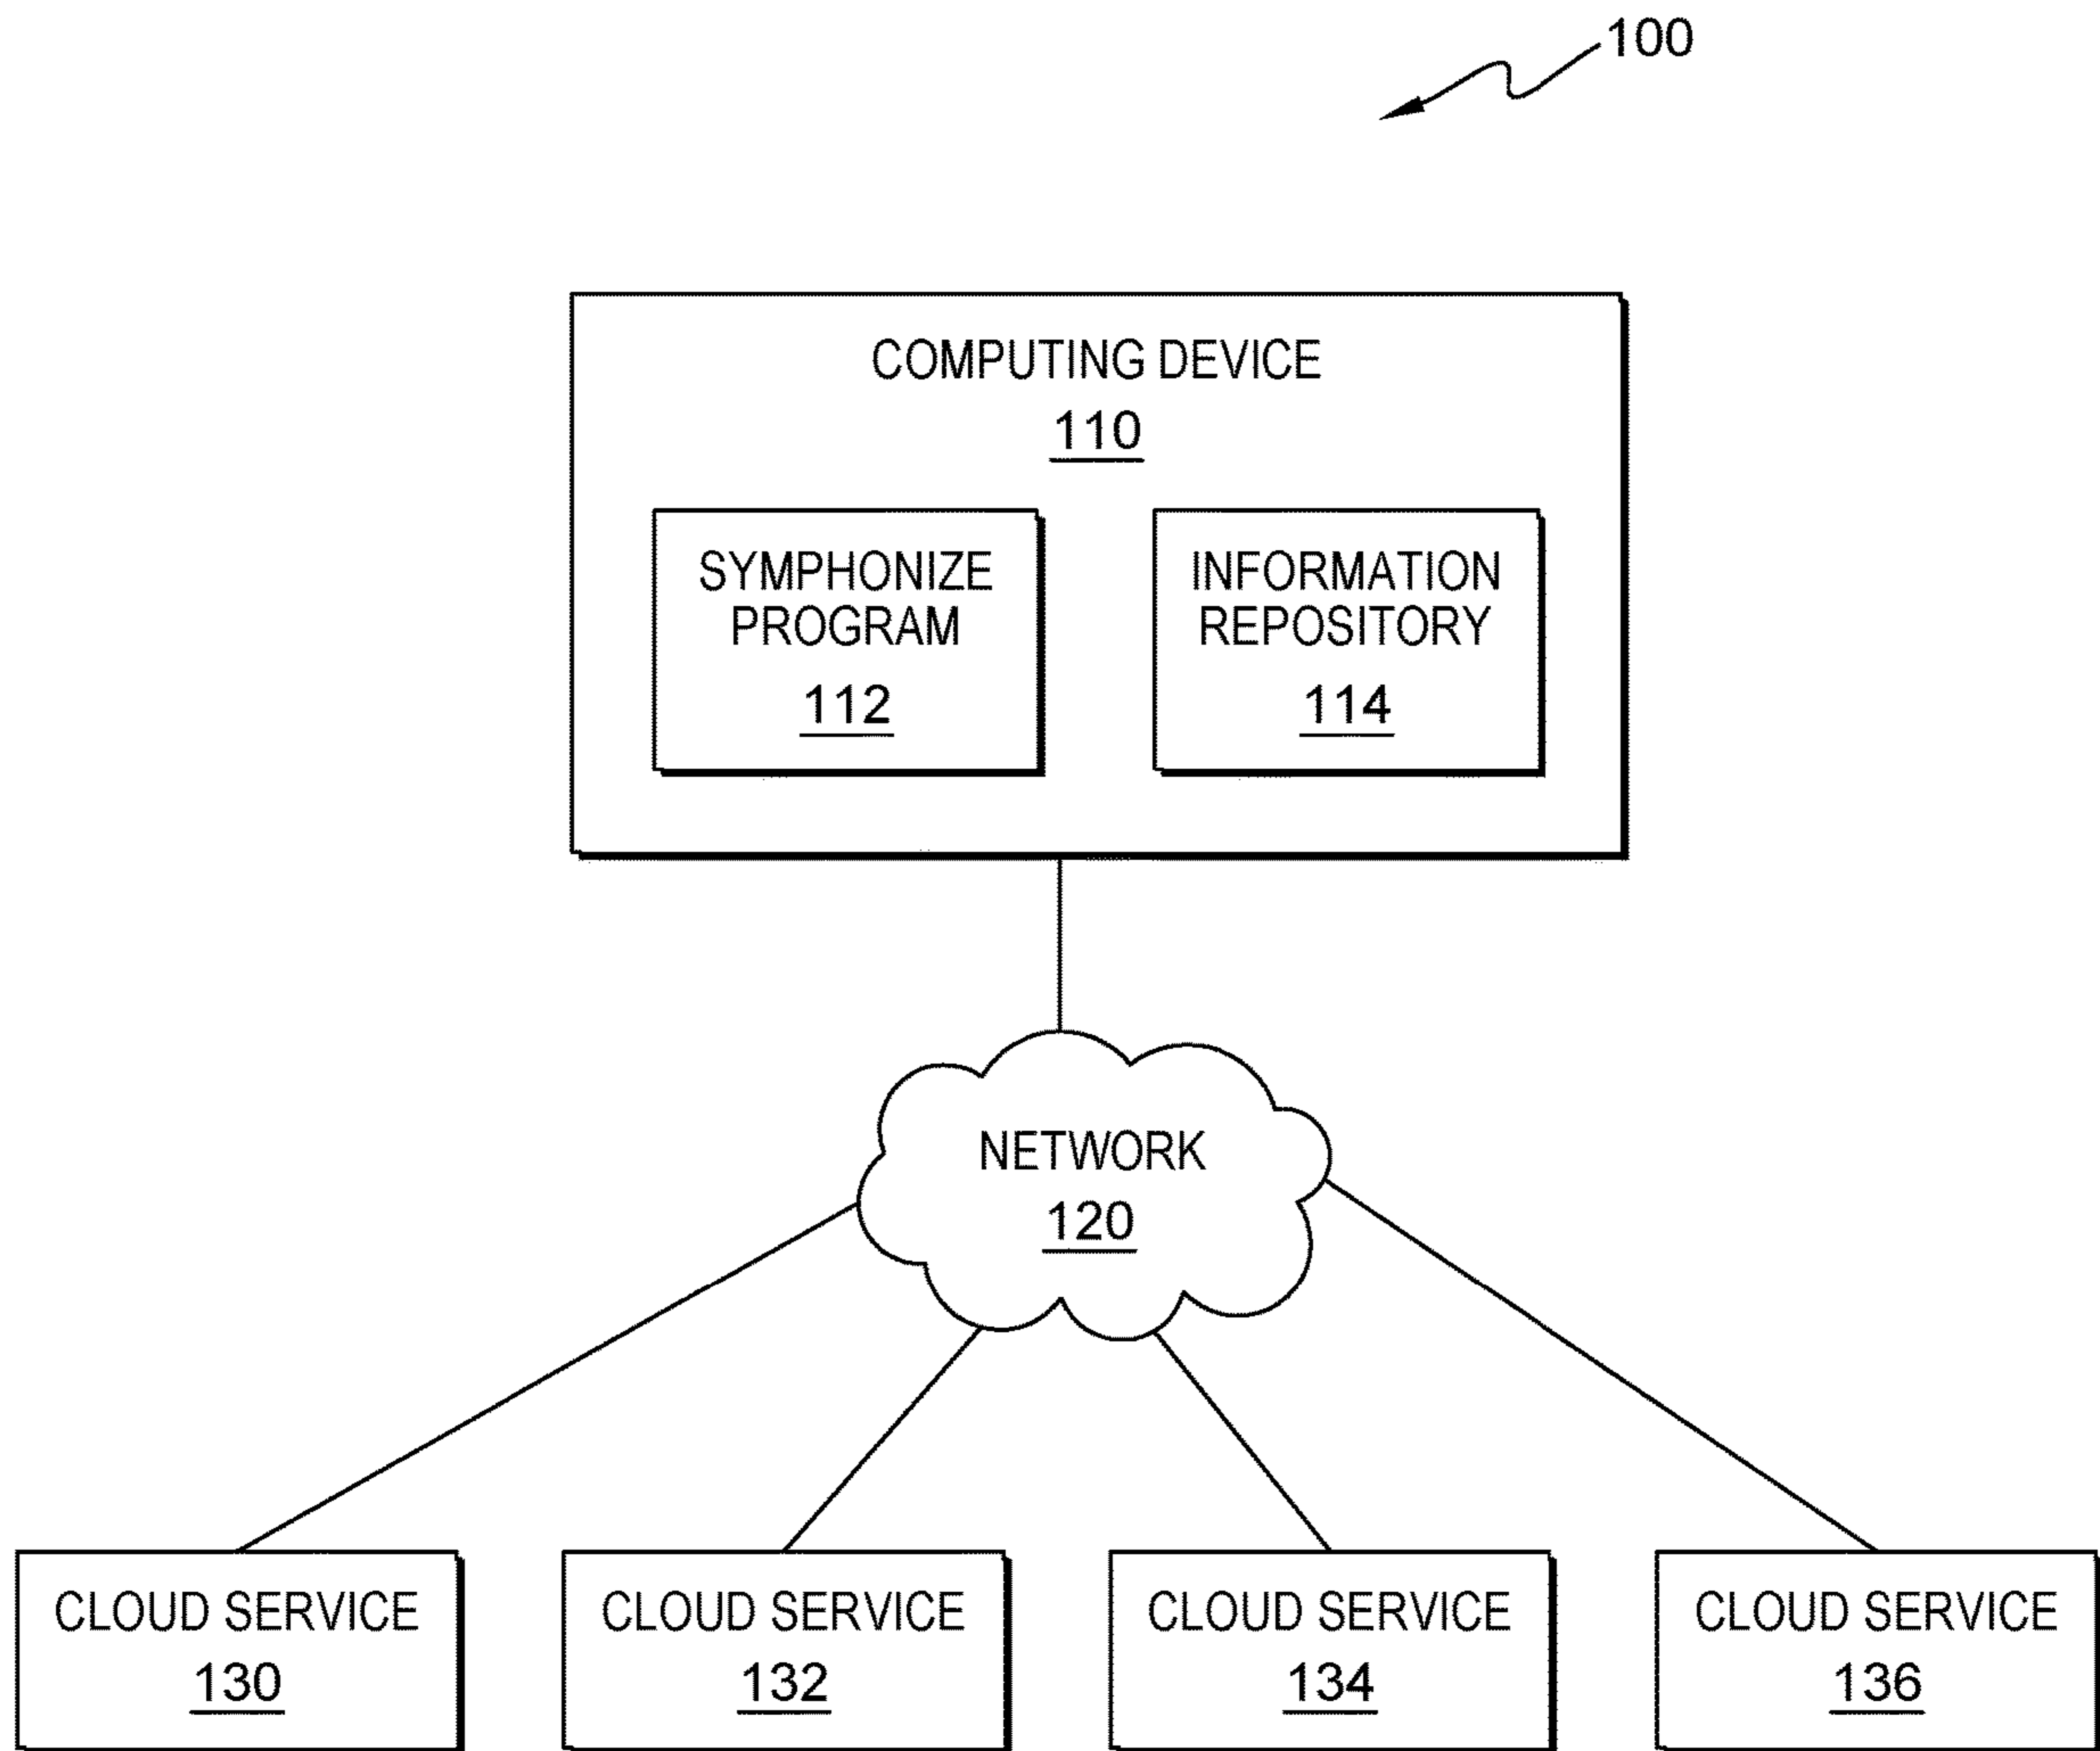 100
COMPUTING DEVICE
110
SYMPHONIZE
PROGRAM
112
INFORMATION
REPOSITORY
114
NETWORK
120
CLOUD SERVICE
130
CLOUD SERVICE
132
CLOUD SERVICE
134
CLOUD SERVICE
136